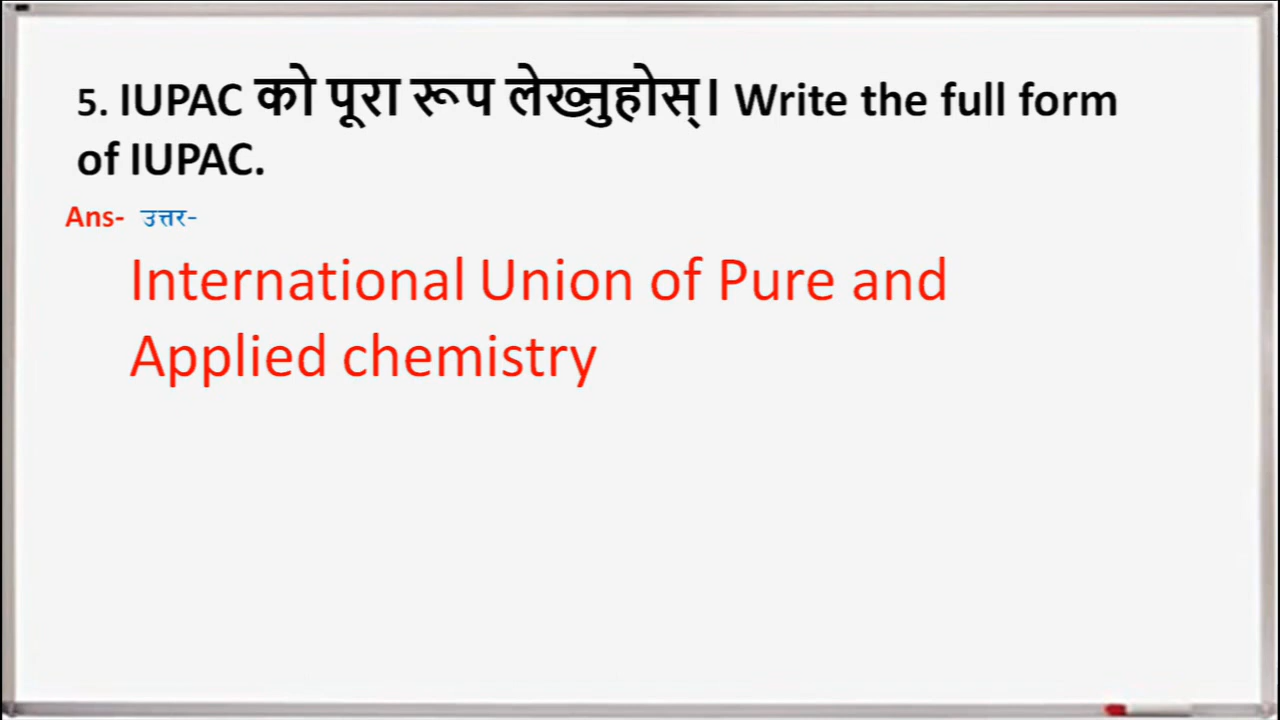 5. IUPAC को पूरा रूप लेख्नुहोस्। Write the full form
of IUPAC.
Ans- उत्तर-
International Union of Pure and
Applied chemistry